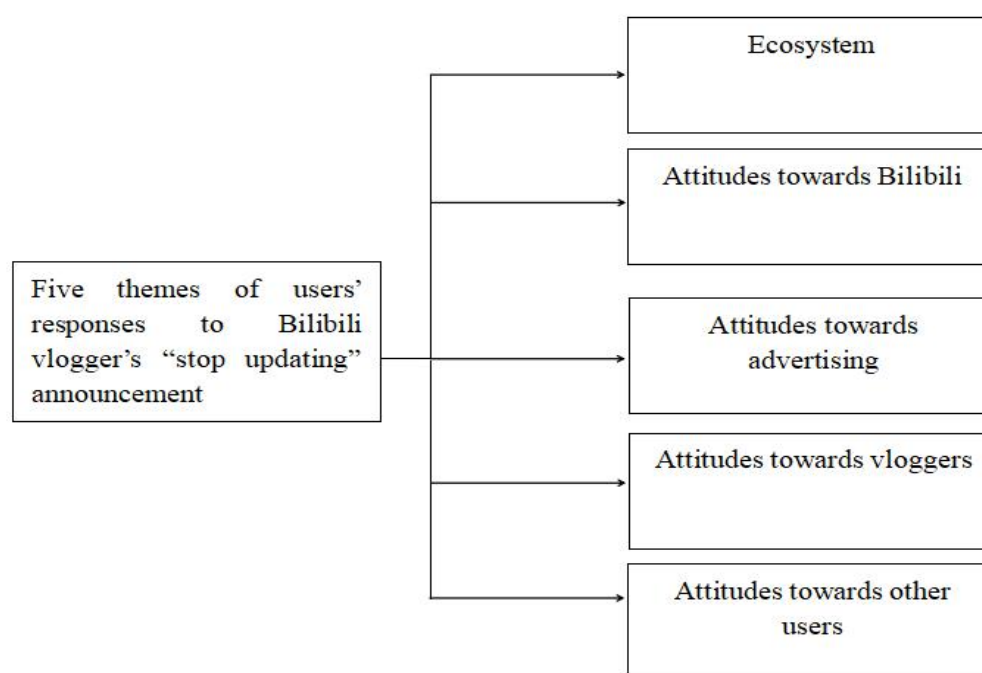 Five themes of users’
responses to Bilibili
vlogger’s “stop updating”
announcement
Ecosystem
Attitudes towards Bilibili
Attitudes towards
advertising
Attitudes towards vloggers
Attitudes towards other
users